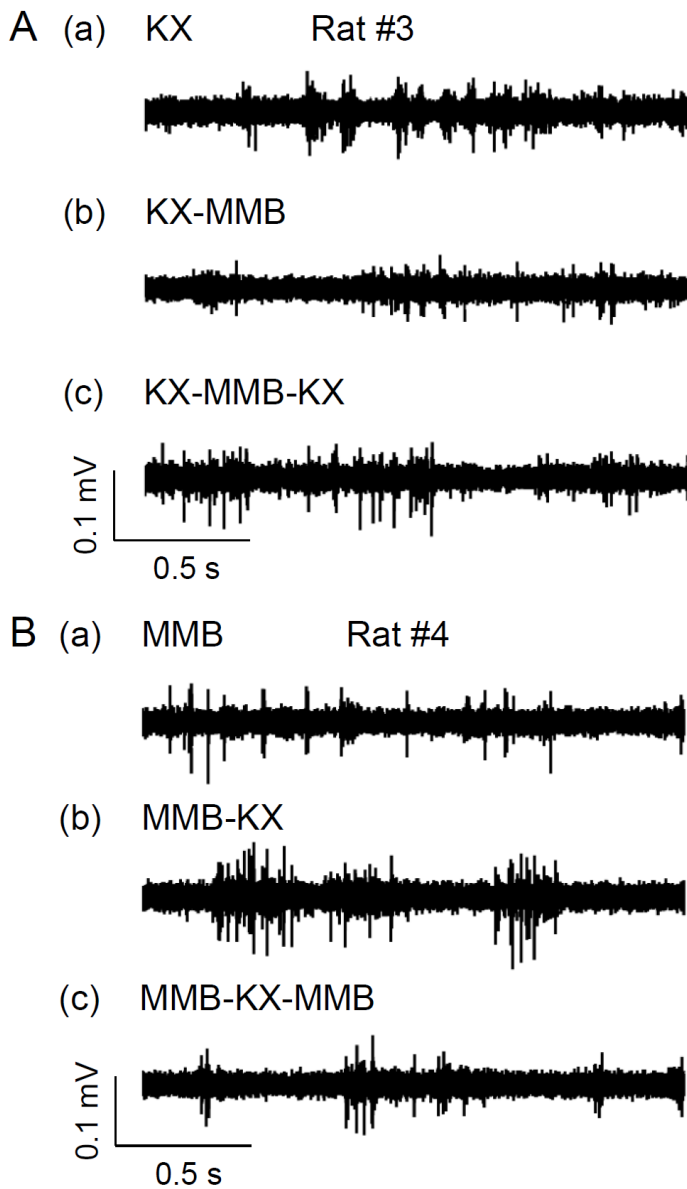 A (a) KX Rat #3
(b) KX-MMB
(c) KX-MMB-KX
0.1 mV
0.5 s
B (a) MMB Rat #4
(b) MMB-KX
(c) MMB-KX-MMB
0.1 mV
0.5 s